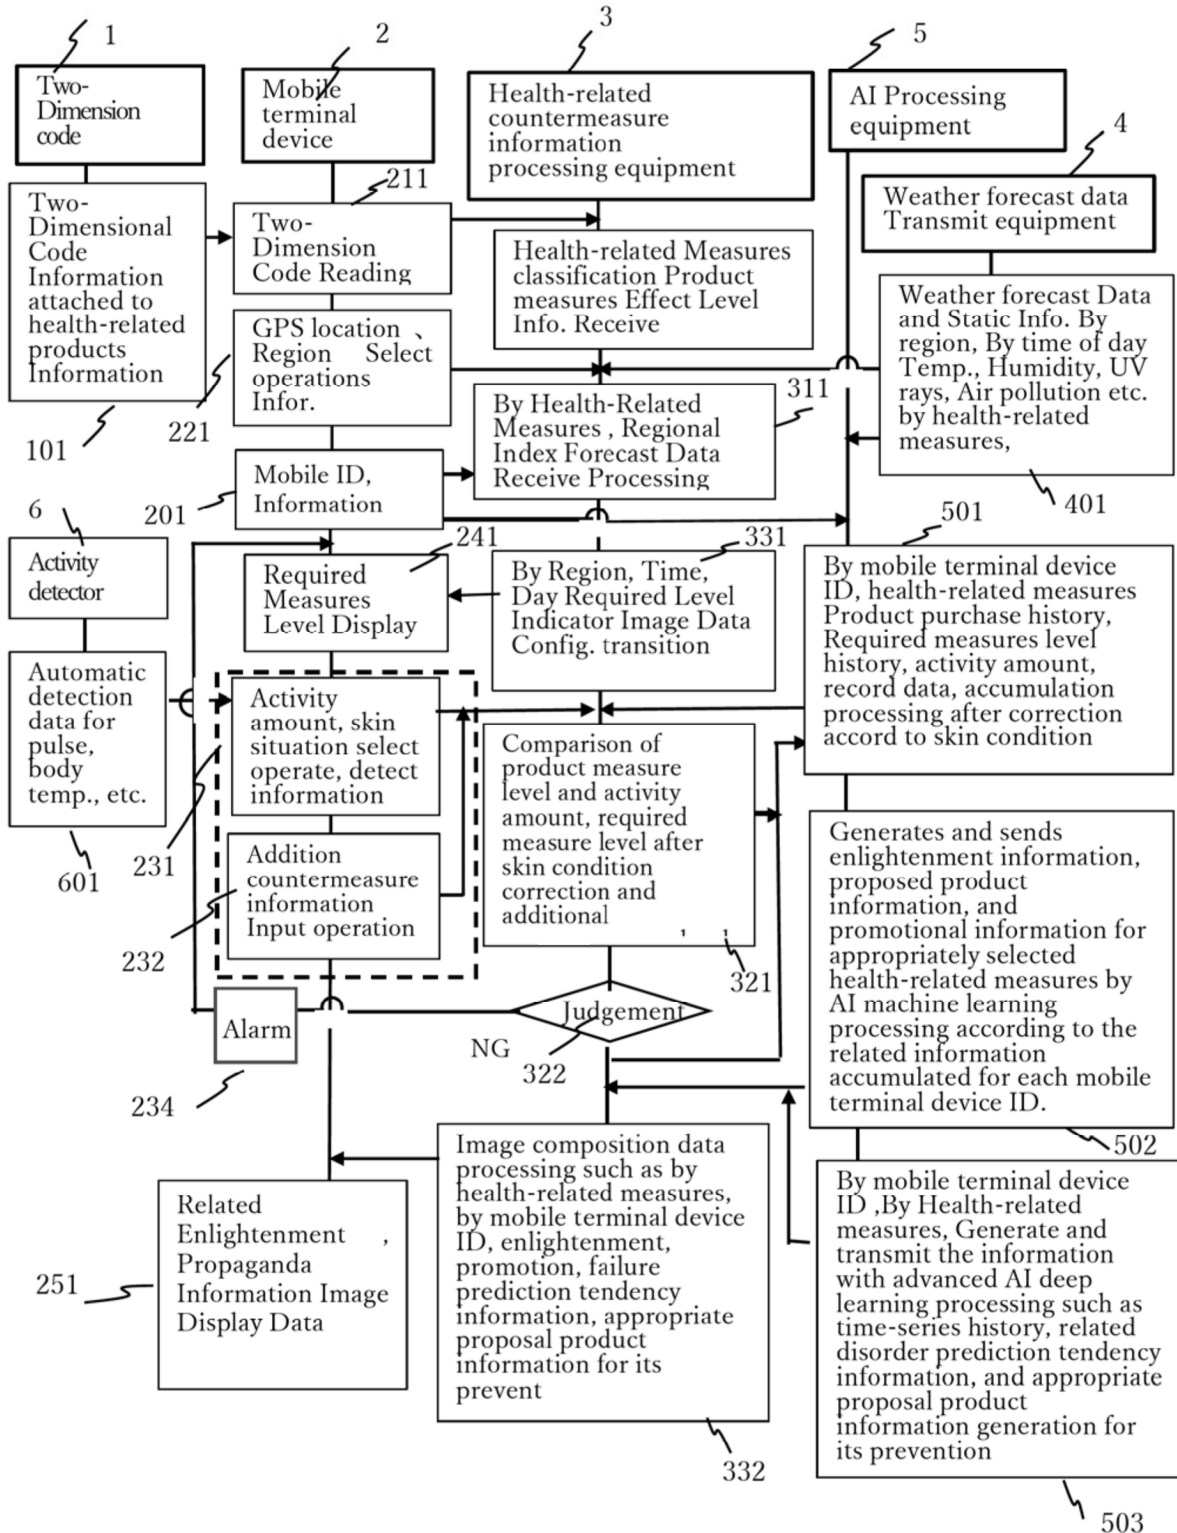 1
2
3
5
4
Two-
Dimension
code
Mobile
terminal
device
Health-related
countermeasure
information
processing equipment
AI Processing
equipment
Weather forecast data
Transmit equipment
211
Two-
Dimensional
Code
Information
attached to
health-related
products
Information
101
Two-
Dimension
Code Reading
GPS location 、
Region Select
operations
Infor.
221
Mobile ID,
Information
201
Health-related Measures
classification Product
measures Effect Level
Info. Receive
By Health-Related
Measures , Regional
Index Forecast Data
Receive Processing
311
Weather forecast Data
and Static Info. By
region, By time of day
Temp., Humidity, UV
rays, Air pollution etc.
by health-related
measures,
401
6
Activity
detector
Automatic
detection
data for
pulse,
body
temp., etc.
601
241
Required
Measures
Level Display
331
By Region, Time,
Day Required Level
Indicator Image Data
Config. transition
501
By mobile terminal device
ID, health-related measures
Product purchase history,
Required measures level
history, activity amount,
record data, accumulation
processing after correction
accord to skin condition
Activity
amount, skin
situation select
operate, detect
information
231
Addition
countermeasure
information
Input operation
232
Comparison of
product measure
level and activity
amount, required
measure level after
skin condition
correction and
additional
321
Generates and sends
enlightenment information,
proposed product
information, and
promotional information for
appropriately selected
health-related measures by
AI machine learning
processing according to the
related information
accumulated for each mobile
terminal device ID.
502
Alarm
234
Judgement
NG
322
Related
Enlightenment ,
Propaganda
Information Image
Display Data
251
Image composition data
processing such as by
health-related measures,
by mobile terminal device
ID, enlightenment,
promotion, failure
prediction tendency
information, appropriate
proposal product
information for its
prevent
332
By mobile terminal device
ID ,By Health-related
measures, Generate and
transmit the information
with advanced AI deep
learning processing such as
time-series history, related
disorder prediction tendency
information, and appropriate
proposal product
information generation for
its prevention
503